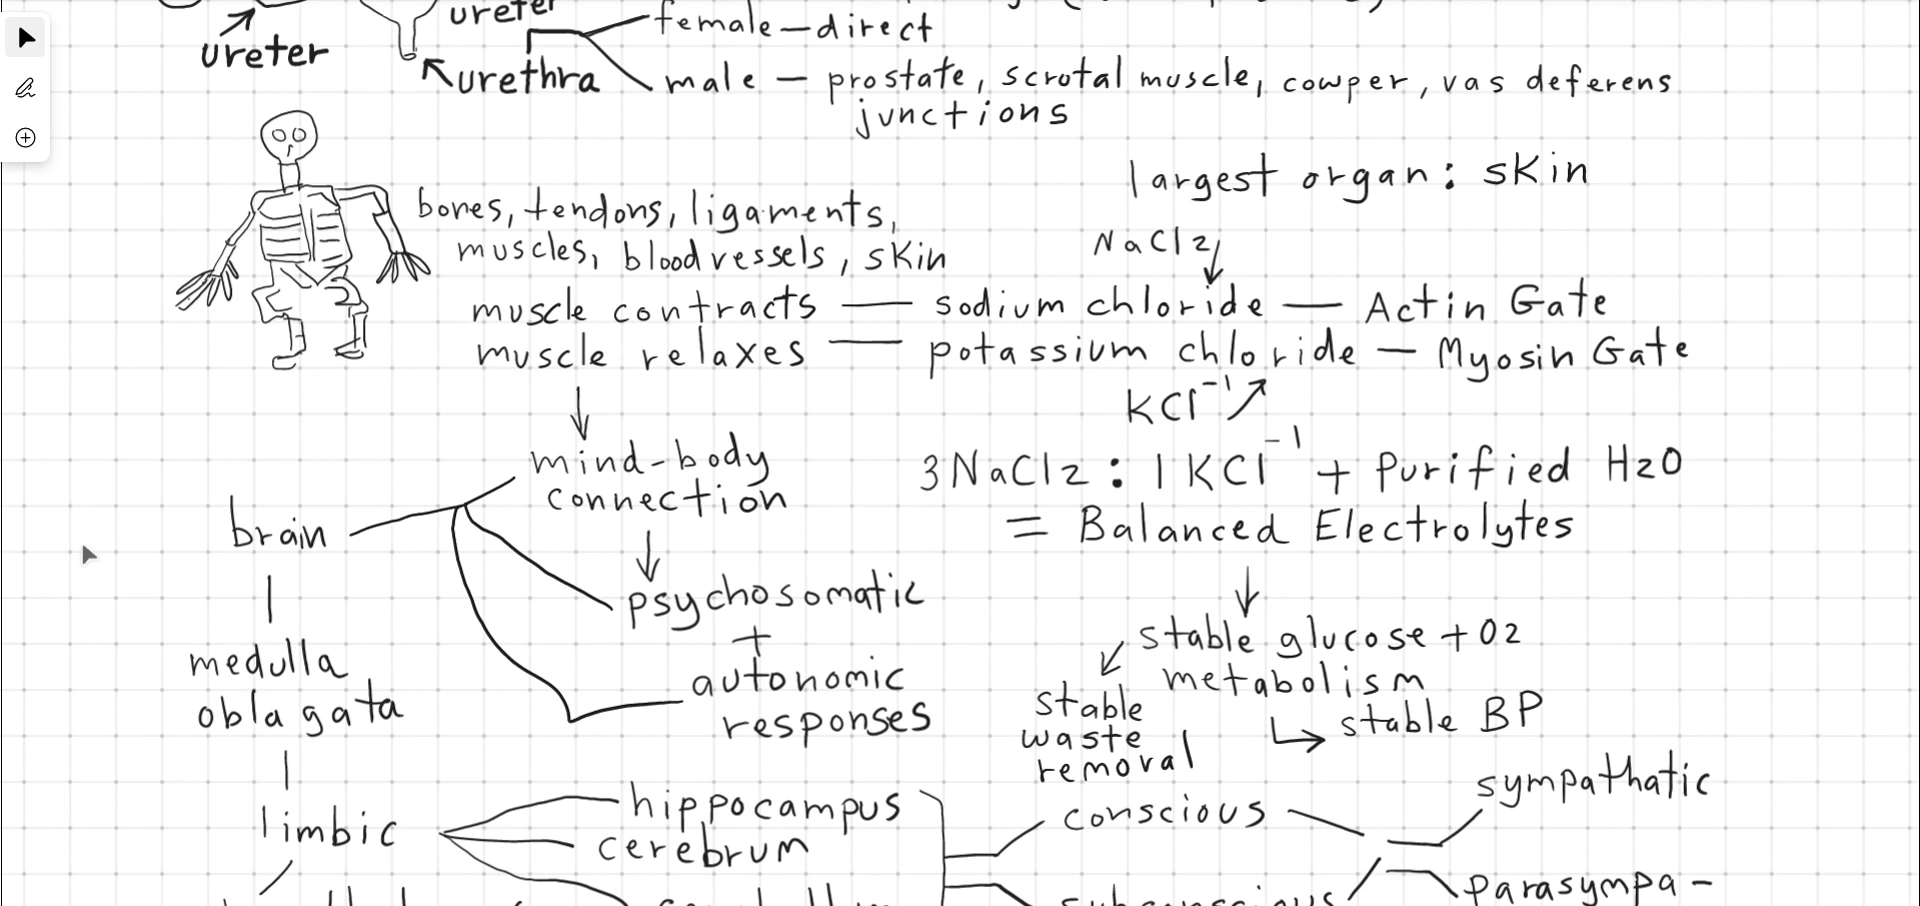 ureter
ureter
urethra
female – direct
male – prostate, scrotal muscle, cowper, vas deferens
junctions
largest organ: skin
bones, tendons, ligaments,
muscles, blood vessels, skin
NaCl2
muscle contracts — sodium chloride — Actin Gate
muscle relaxes — potassium chloride — Myosin Gate
KCl⁻¹
mind-body
connection
3NaCl2 : 1KCl⁻¹ + Purified H2O
= Balanced Electrolytes
brain
psychosomatic
+
autonomic
responses
stable glucose + O2
metabolism
stable
waste
removal
stable BP
medulla
oblagata
limbic
hippocampus
cerebrum
conscious
subconscious
sympathatic
parasympa-